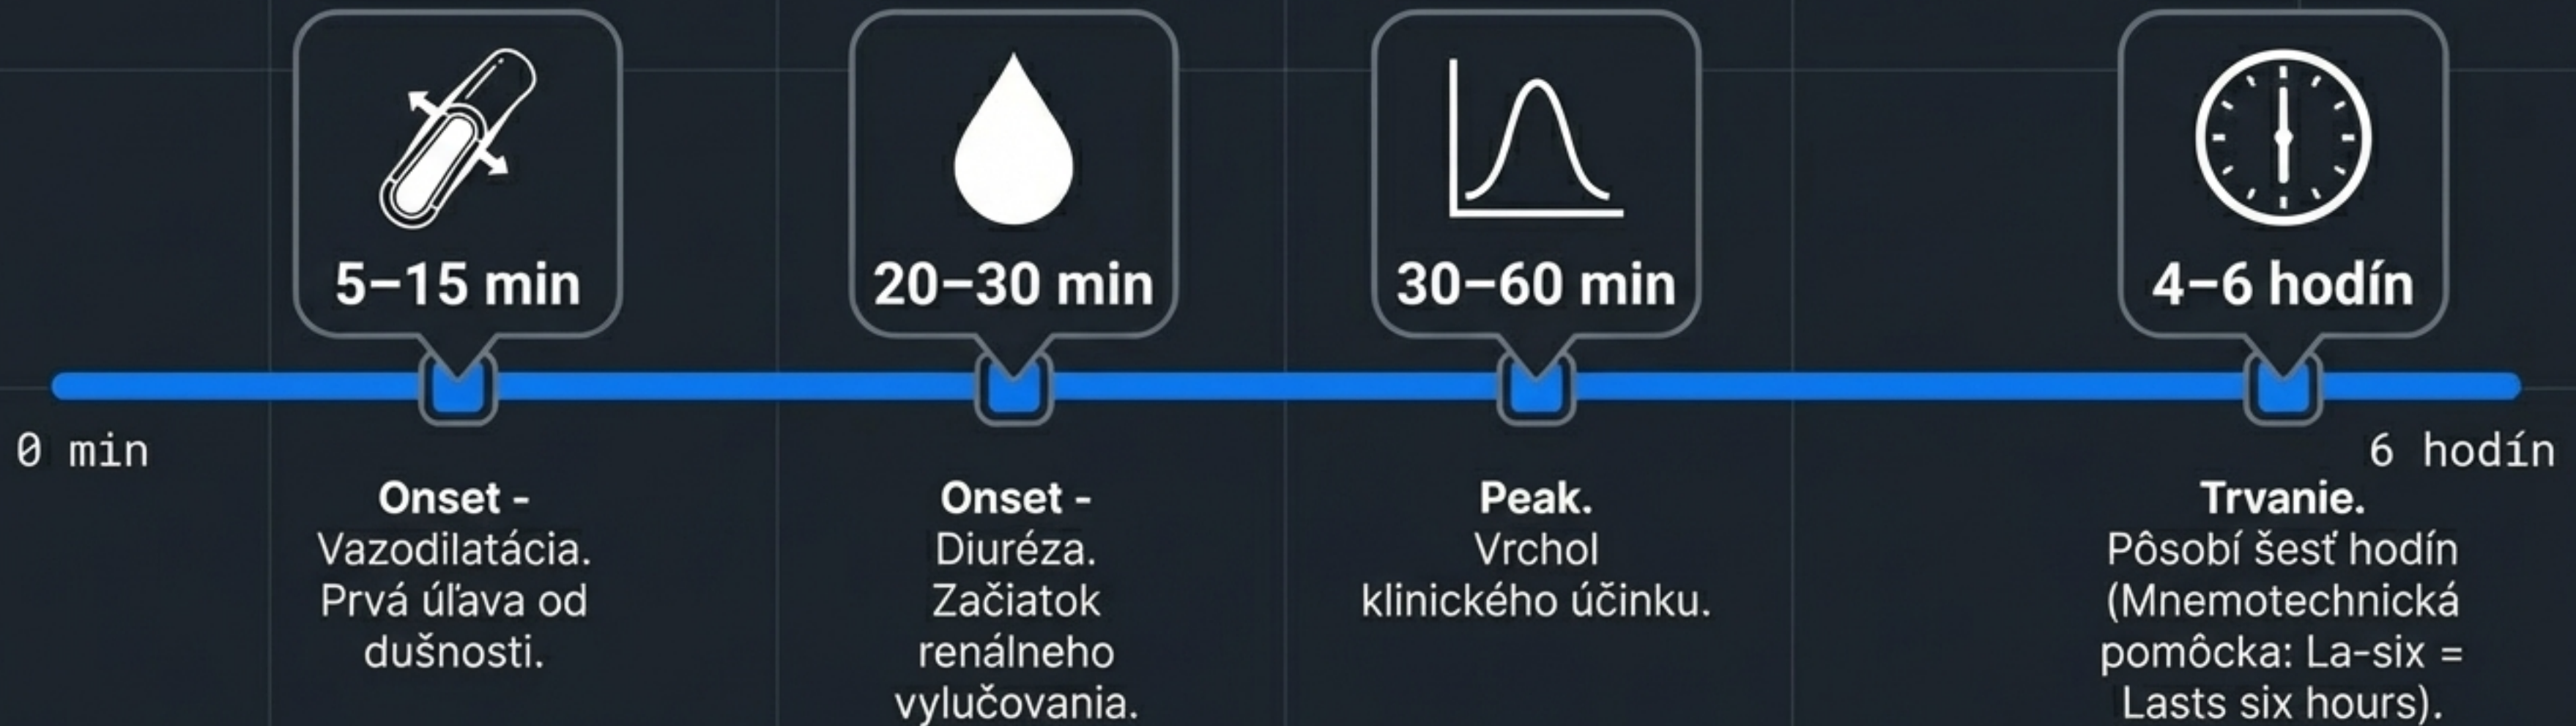 5–15 min
20–30 min
30–60 min
4–6 hodín
0 min
6 hodín
Onset -
Vazodilatácia.
Prvá úľava od
dušnosti.
Onset -
Diuréza.
Začiatok
renálneho
vylučovania.
Peak.
Vrchol
klinického účinku.
Trvanie.
Pôsobí šesť hodín
(Mnemotechnická
pomôcka: La-six =
Lasts six hours).